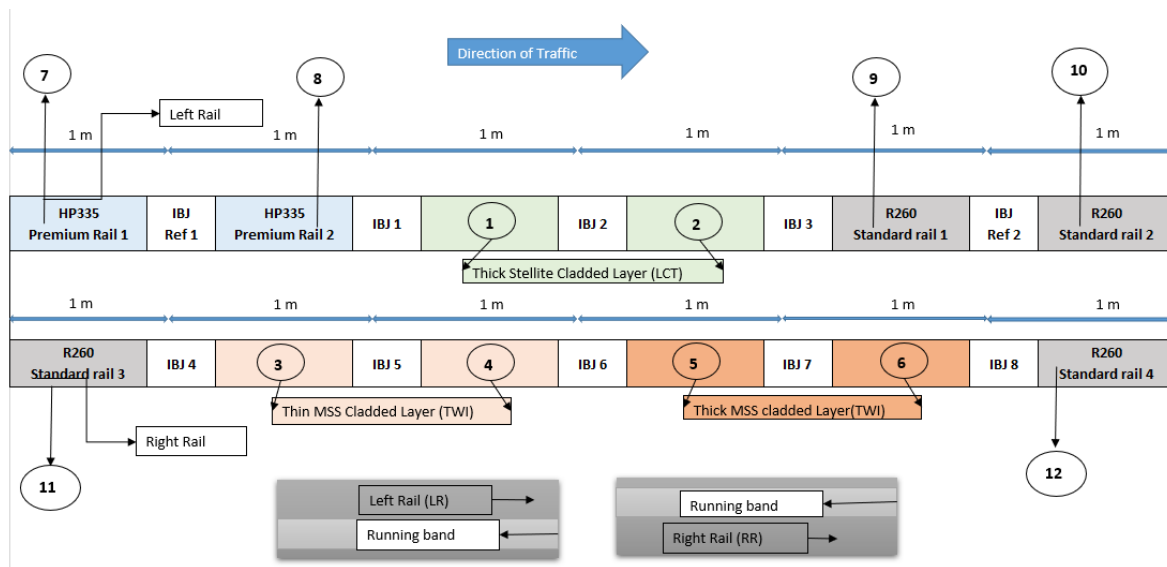 Direction of Traffic
7
8
9
10
Left Rail
1 m
1 m
1 m
1 m
1 m
1 m
HP335
Premium Rail 1
IBJ
Ref 1
HP335
Premium Rail 2
IBJ 1
1
IBJ 2
2
IBJ 3
R260
Standard rail 1
IBJ
Ref 2
R260
Standard rail 2
Thick Stellite Cladded Layer (LCT)
1 m
1 m
1 m
1 m
1 m
1 m
R260
Standard rail 3
IBJ 4
3
IBJ 5
4
IBJ 6
5
IBJ 7
6
IBJ 8
R260
Standard rail 4
Thin MSS Cladded Layer (TWI)
Thick MSS cladded Layer(TWI)
Right Rail
11
12
Left Rail (LR)
Running band
Running band
Right Rail (RR)